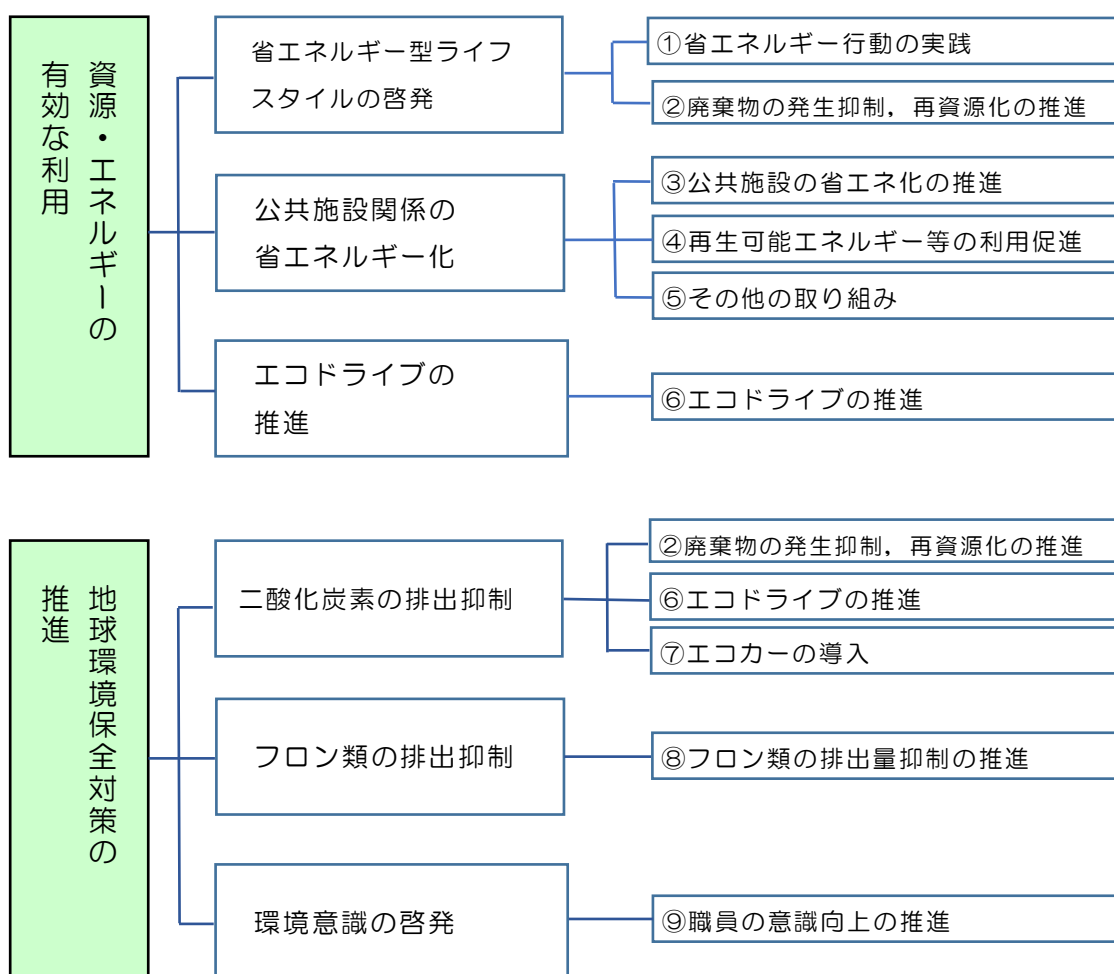 資源・エネルギーの
有効な利用
省エネルギー型ライフ
スタイルの啓発
①省エネルギー行動の実践
②廃棄物の発生抑制，再資源化の推進
公共施設関係の
省エネルギー化
③公共施設の省エネ化の推進
④再生可能エネルギー等の利用促進
⑤その他の取り組み
エコドライブの
推進
⑥エコドライブの推進
地球環境保全対策の
推進
二酸化炭素の排出抑制
②廃棄物の発生抑制，再資源化の推進
⑥エコドライブの推進
⑦エコカーの導入
フロン類の排出抑制
⑧フロン類の排出量抑制の推進
環境意識の啓発
⑨職員の意識向上の推進